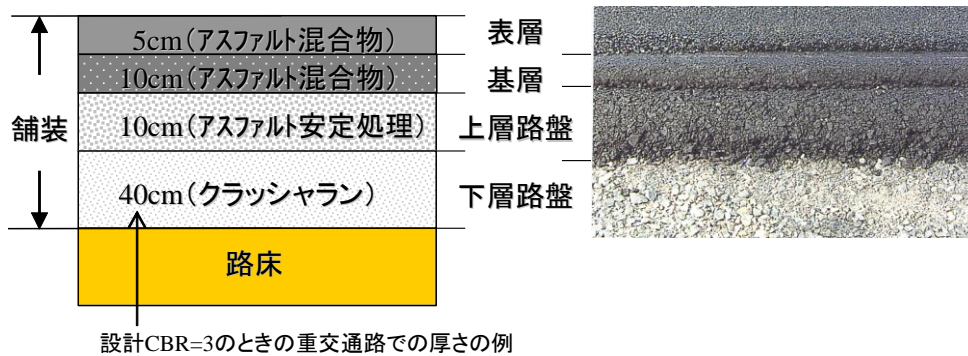 5cm(アスファルト混合物)
表層
10cm(アスファルト混合物)
基層
舗装
10cm(アスファルト安定処理)
上層路盤
40cm(クラッシャラン)
下層路盤
路床
設計CBR=3のときの重交通路での厚さの例